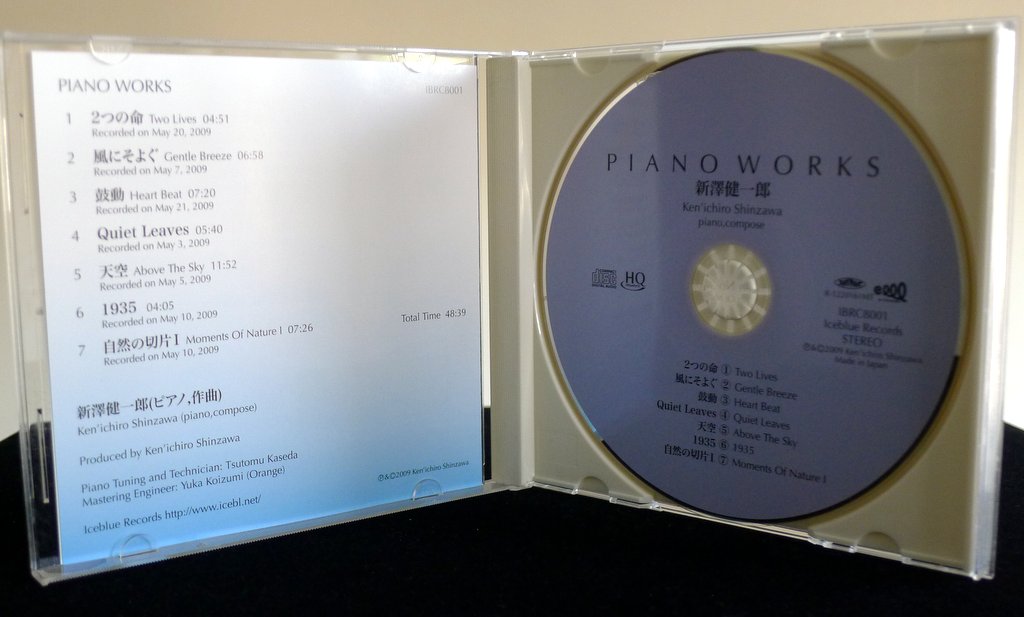 PIANO WORKS
IBRC8001
1 2つの命 Two Lives 04:51
Recorded on May 20, 2009
2 風にそよぐ Gentle Breeze 06:58
Recorded on May 7, 2009
3 鼓動 Heart Beat 07:20
Recorded on May 21, 2009
4 Quiet Leaves 05:40
Recorded on May 3, 2009
5 天空 Above The Sky 11:52
Recorded on May 5, 2009
6 1935 04:05
Recorded on May 10, 2009
7 自然の切片 I Moments Of Nature I 07:26
Recorded on May 10, 2009
Total Time 48:39
新澤健一郎(ピアノ,作曲)
Ken'ichiro Shinzawa (piano,compose)
Produced by Ken'ichiro Shinzawa
Piano Tuning and Technician: Tsutomu Kaseda
Mastering Engineer: Yuka Koizumi (Orange)
Iceblue Records http://www.icebl.net/
℗&©2009 Ken'ichiro Shinzawa
PIANO WORKS
新澤健一郎
Ken'ichiro Shinzawa
piano,compose
COMPACT
disc
DIGITAL AUDIO
HQ
IBRC8001
Iceblue Records
STEREO
℗&©2009 Ken'ichiro Shinzawa
Made in Japan
2つの命 ① Two Lives
風にそよぐ ② Gentle Breeze
鼓動 ③ Heart Beat
Quiet Leaves ④ Quiet Leaves
天空 ⑤ Above The Sky
1935 ⑥ 1935
自然の切片 I ⑦ Moments Of Nature I